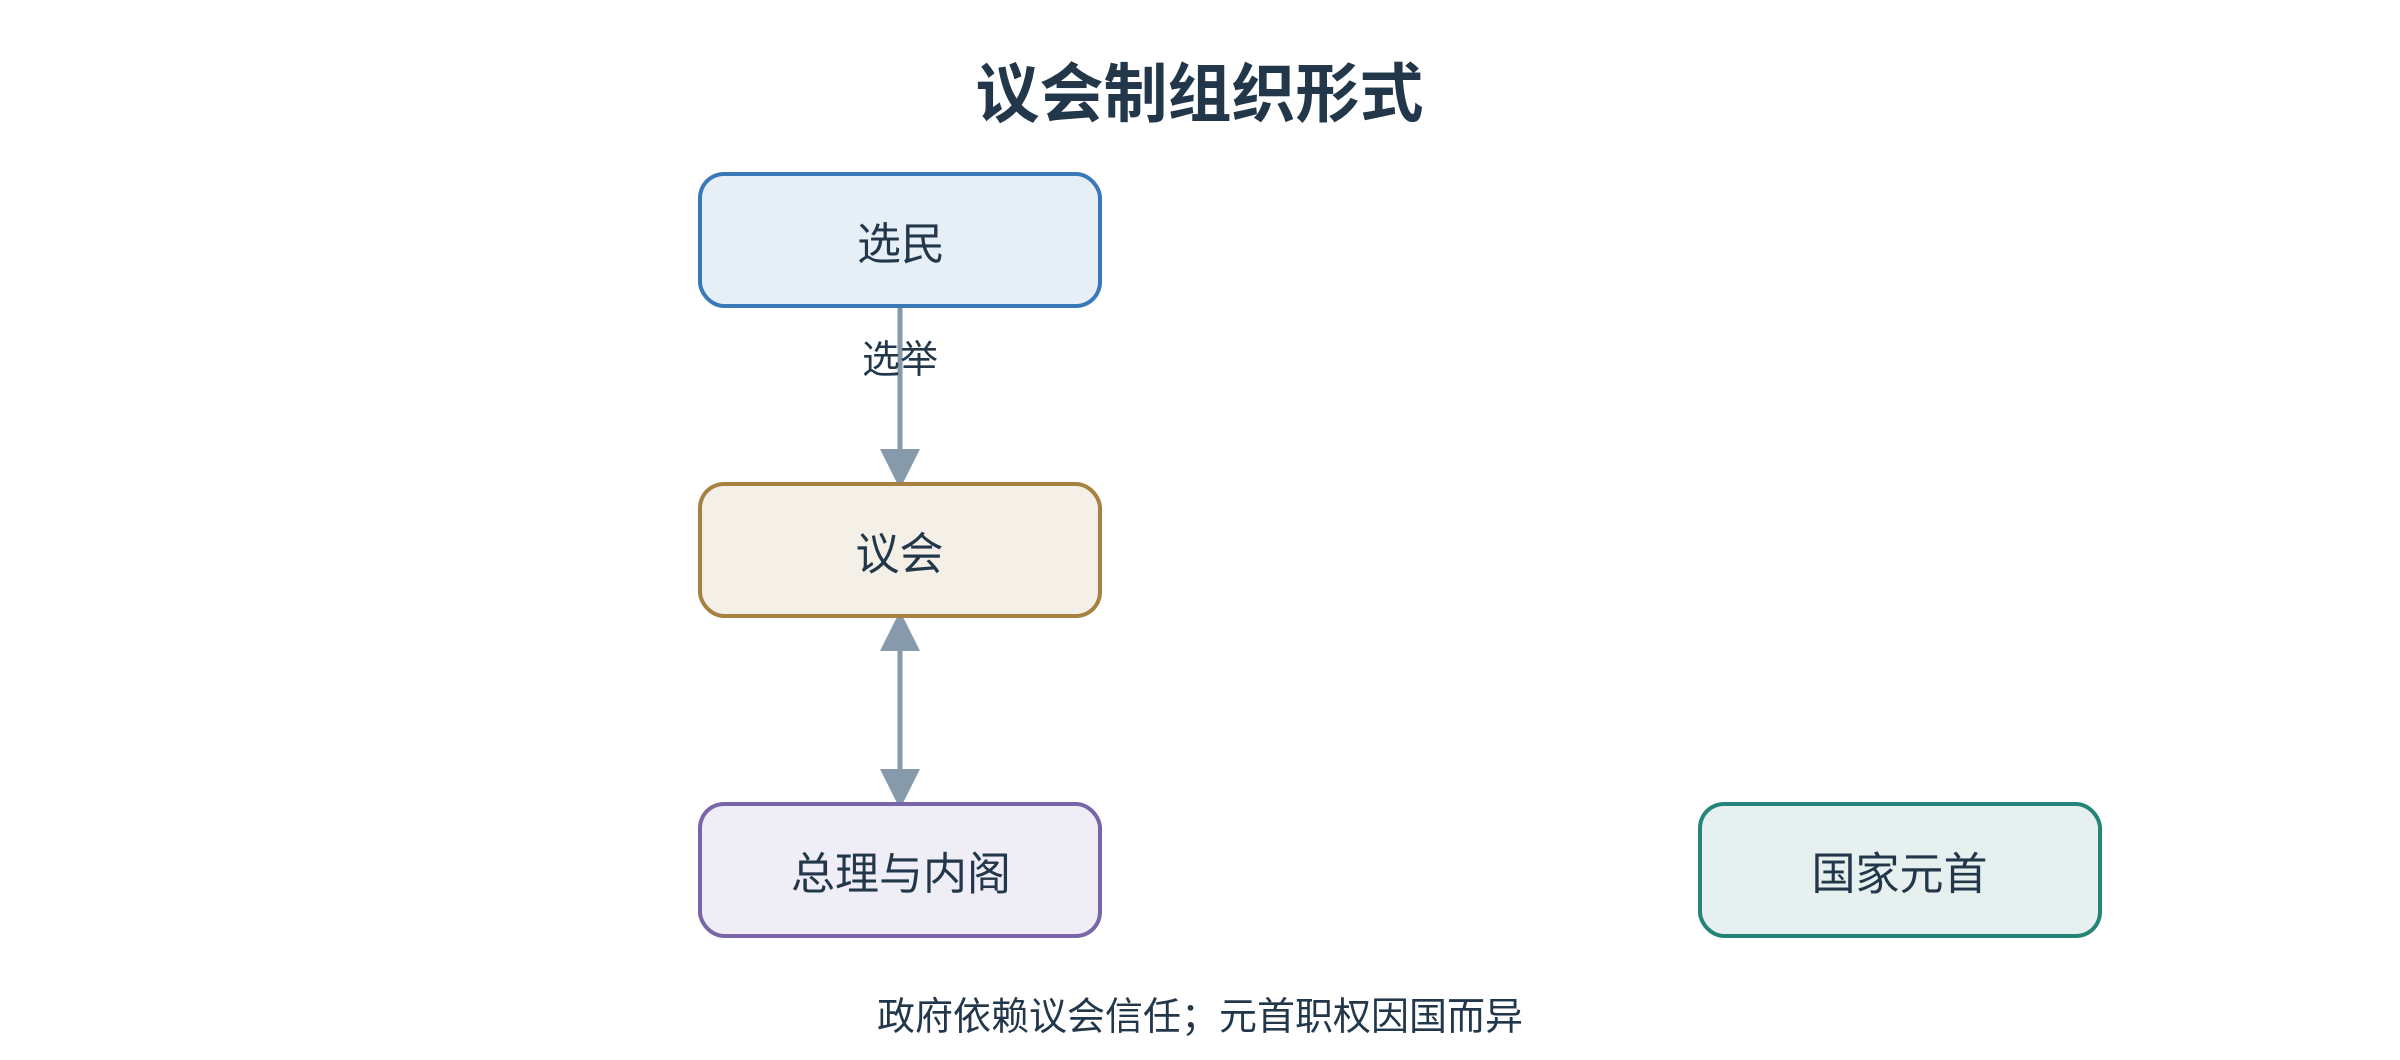 议会制组织形式
选民
选举
议会
总理与内阁
国家元首
政府依赖议会信任；元首职权因国而异